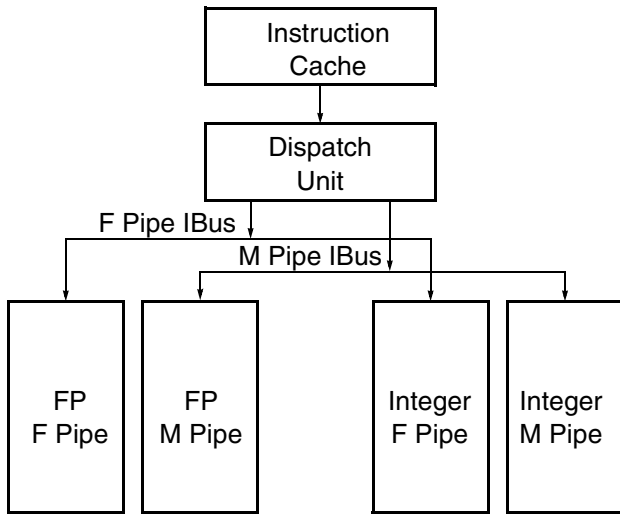 Instruction
Cache
Dispatch
Unit
F Pipe IBus
M Pipe IBus
FP
F Pipe
FP
M Pipe
Integer
F Pipe
Integer
M Pipe